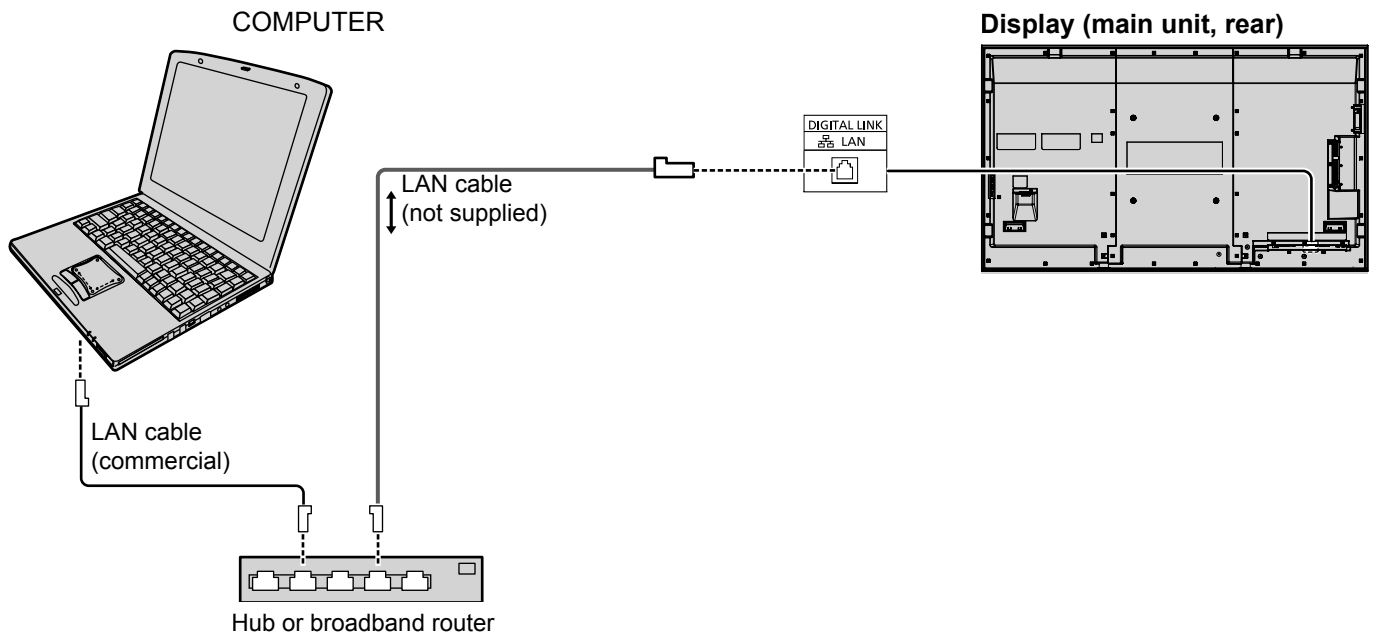 COMPUTER
Display (main unit, rear)
DIGITAL LINK
LAN
LAN cable
(not supplied)
LAN cable
(commercial)
Hub or broadband router